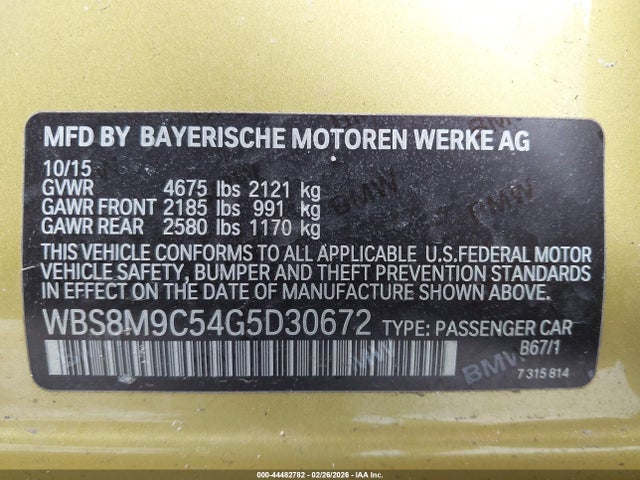 MFD BY BAYERISCHE MOTOREN WERKE AG
10/15
GVWR 4675 lbs 2121 kg
GAWR FRONT 2185 lbs 991 kg
GAWR REAR 2580 lbs 1170 kg
THIS VEHICLE CONFORMS TO ALL APPLICABLE U.S.FEDERAL MOTOR
VEHICLE SAFETY, BUMPER AND THEFT PREVENTION STANDARDS
IN EFFECT ON THE DATE OF MANUFACTURE SHOWN ABOVE.
WBS8M9C54G5D30672 TYPE: PASSENGER CAR
B67/1
7 315 814
BMW
BMW
000-44482782 | 02/26/2026 - IAA Inc.